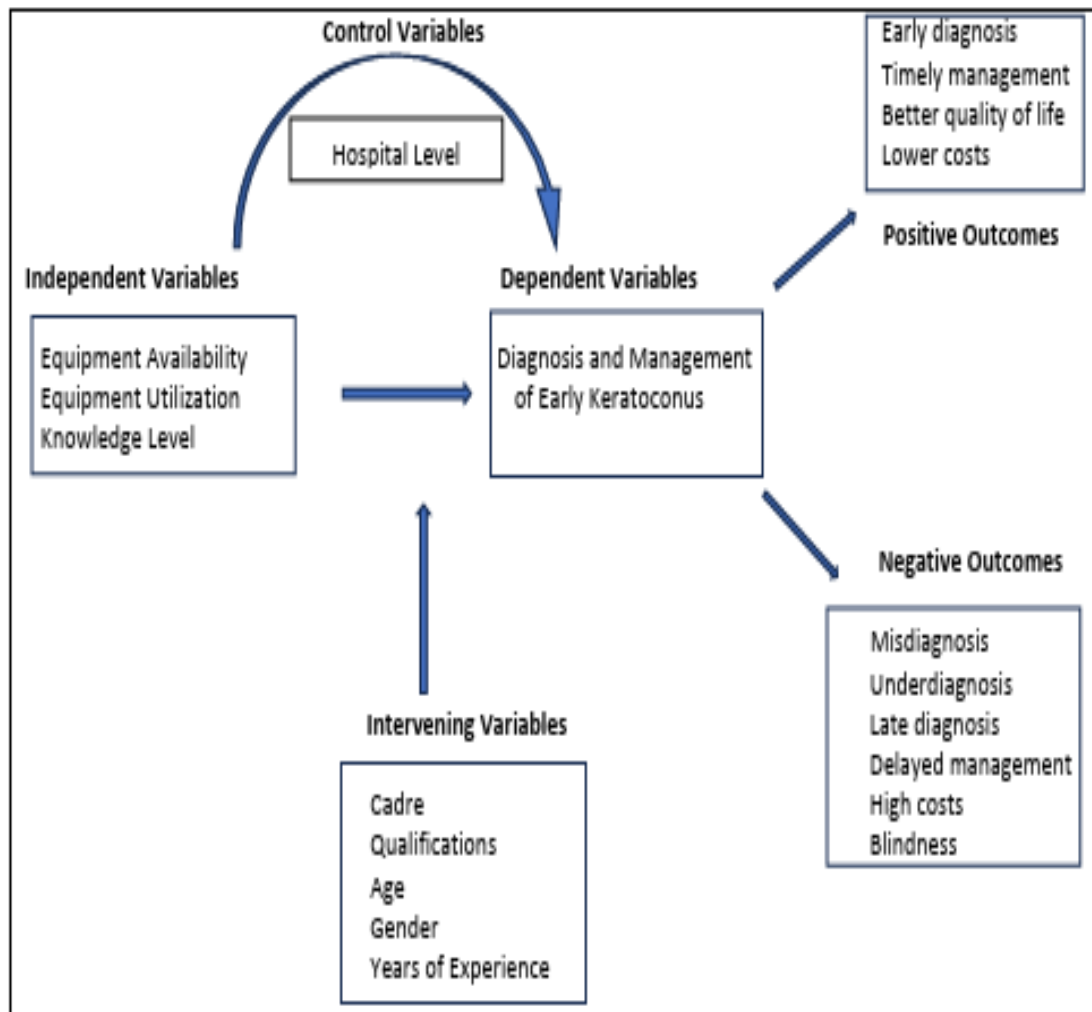 Control Variables
Hospital Level
Early diagnosis
Timely management
Better quality of life
Lower costs
Positive Outcomes
Independent Variables
Equipment Availability
Equipment Utilization
Knowledge Level
Dependent Variables
Diagnosis and Management
of Early Keratoconus
Negative Outcomes
Misdiagnosis
Underdiagnosis
Late diagnosis
Delayed management
High costs
Blindness
Intervening Variables
Cadre
Qualifications
Age
Gender
Years of Experience